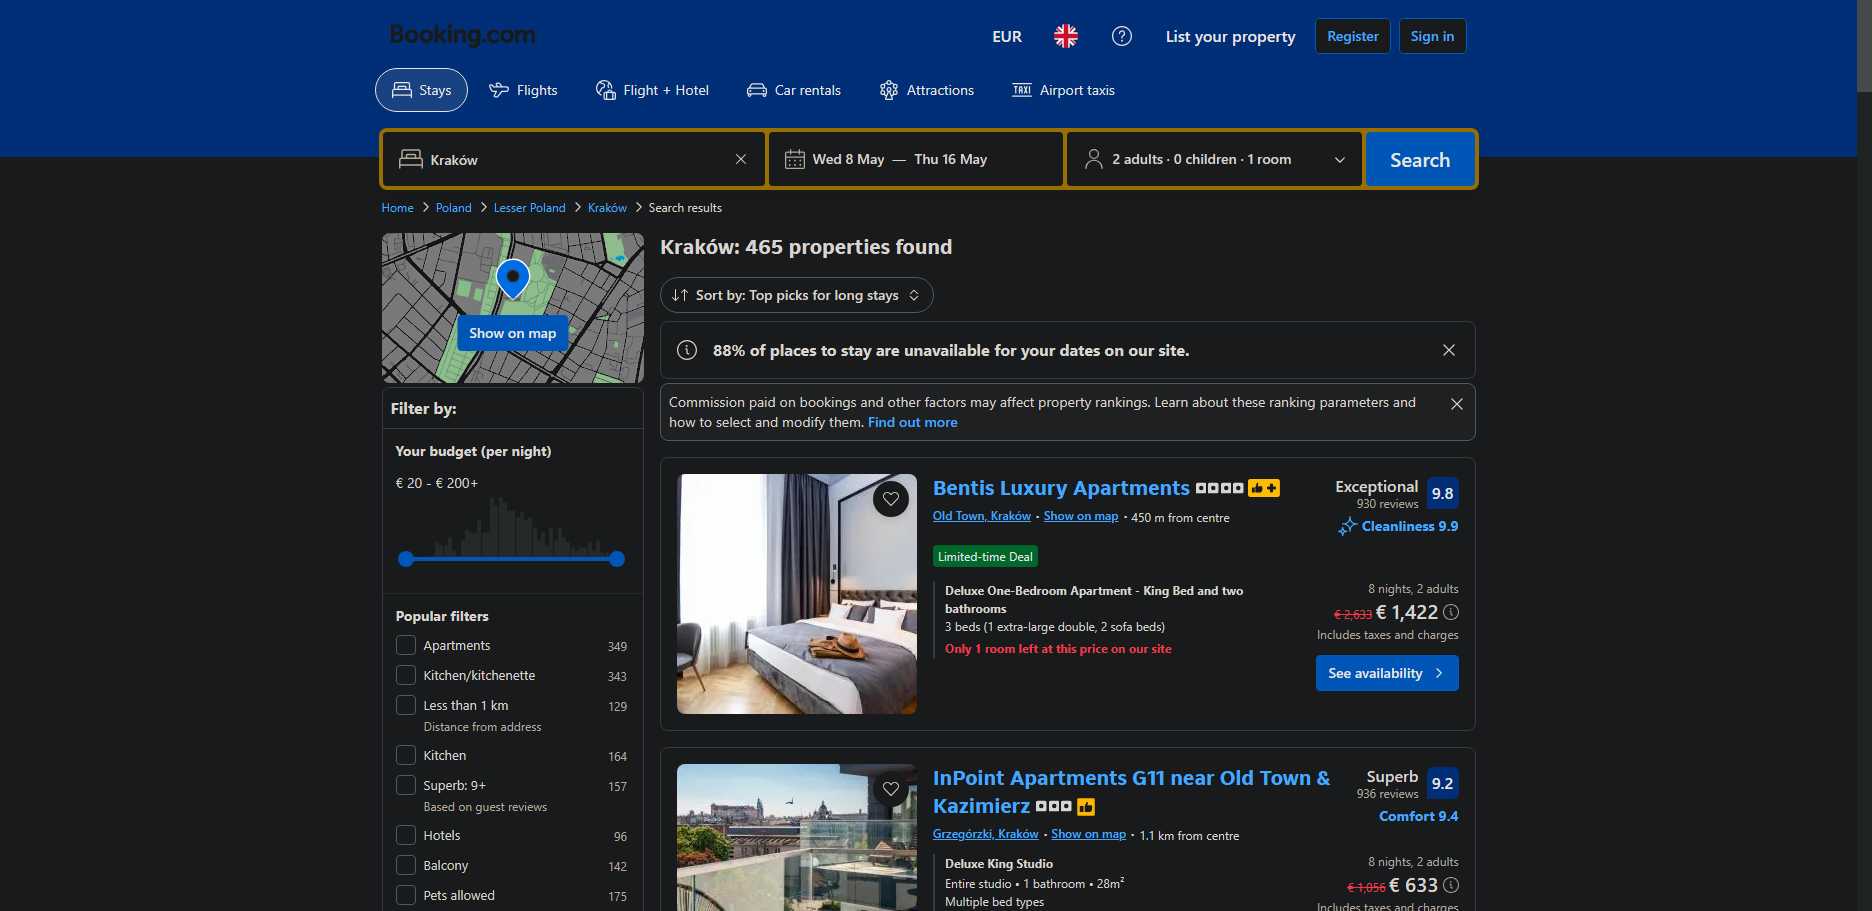 Booking.com
EUR
List your property
Register
Sign in
Stays
Flights
Flight + Hotel
Car rentals
Attractions
TAXI
Airport taxis
Kraków
Wed 8 May — Thu 16 May
2 adults · 0 children · 1 room
Search
Home > Poland > Lesser Poland > Kraków > Search results
Show on map
Filter by:
Your budget (per night)
€ 20 - € 200+
Popular filters
Apartments 349
Kitchen/kitchenette 343
Less than 1 km 129
Distance from address
Kitchen 164
Superb: 9+ 157
Based on guest reviews
Hotels 96
Balcony 142
Pets allowed 175
Kraków: 465 properties found
Sort by: Top picks for long stays
88% of places to stay are unavailable for your dates on our site.
Commission paid on bookings and other factors may affect property rankings. Learn about these ranking parameters and
how to select and modify them. Find out more
Bentis Luxury Apartments
Old Town, Kraków • Show on map • 450 m from centre
Limited-time Deal
Deluxe One-Bedroom Apartment - King Bed and two
bathrooms
3 beds (1 extra-large double, 2 sofa beds)
Only 1 room left at this price on our site
Exceptional
930 reviews
9.8
Cleanliness 9.9
8 nights, 2 adults
€ 2,633 € 1,422
Includes taxes and charges
See availability
InPoint Apartments G11 near Old Town &
Kazimierz
Grzegórzki, Kraków • Show on map • 1.1 km from centre
Deluxe King Studio
Entire studio • 1 bathroom • 28m²
Multiple bed types
Superb
936 reviews
9.2
Comfort 9.4
8 nights, 2 adults
€ 1,056 € 633
Includes taxes and charges